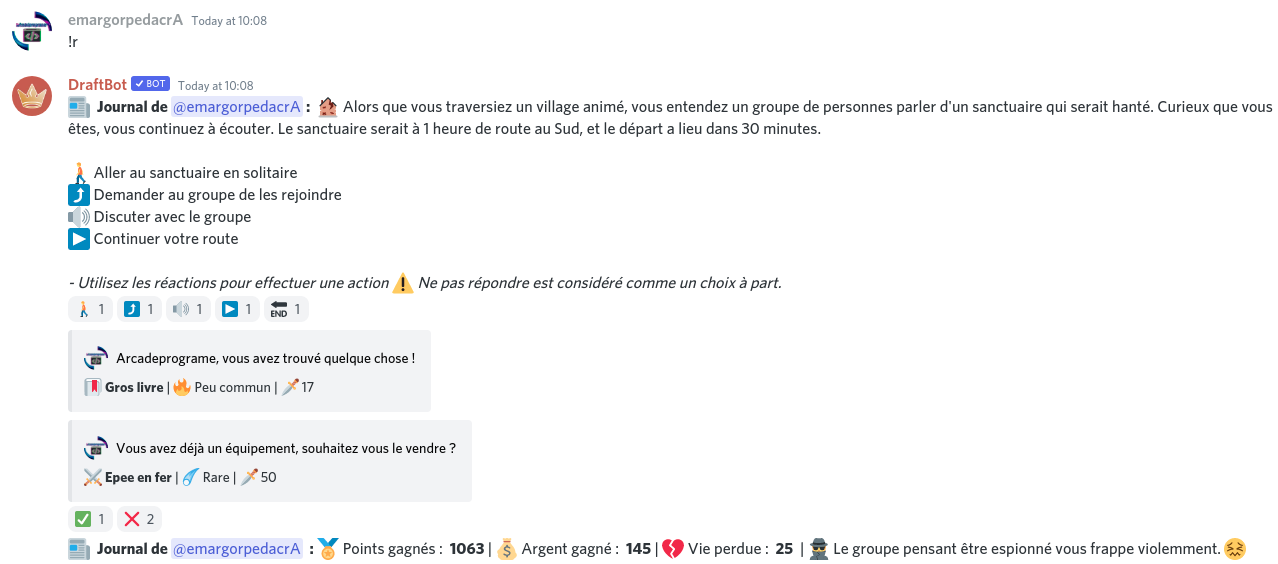 emargorpedacrA Today at 10:08
!r
DraftBot BOT Today at 10:08
Journal de @emargorpedacrA : Alors que vous traversiez un village animé, vous entendez un groupe de personnes parler d'un sanctuaire qui serait hanté. Curieux que vous
êtes, vous continuez à écouter. Le sanctuaire serait à 1 heure de route au Sud, et le départ a lieu dans 30 minutes.
Aller au sanctuaire en solitaire
Demander au groupe de les rejoindre
Discuter avec le groupe
Continuer votre route
- Utilisez les réactions pour effectuer une action ⚠️ Ne pas répondre est considéré comme un choix à part.
1 1 1 1 END 1
Arcadeprograme, vous avez trouvé quelque chose !
Gros livre | Peu commun | 17
Vous avez déjà un équipement, souhaitez vous le vendre ?
Epee en fer | Rare | 50
1 2
Journal de @emargorpedacrA : Points gagnés : 1063 | Argent gagné : 145 | Vie perdue : 25 | Le groupe pensant être espionné vous frappe violemment.